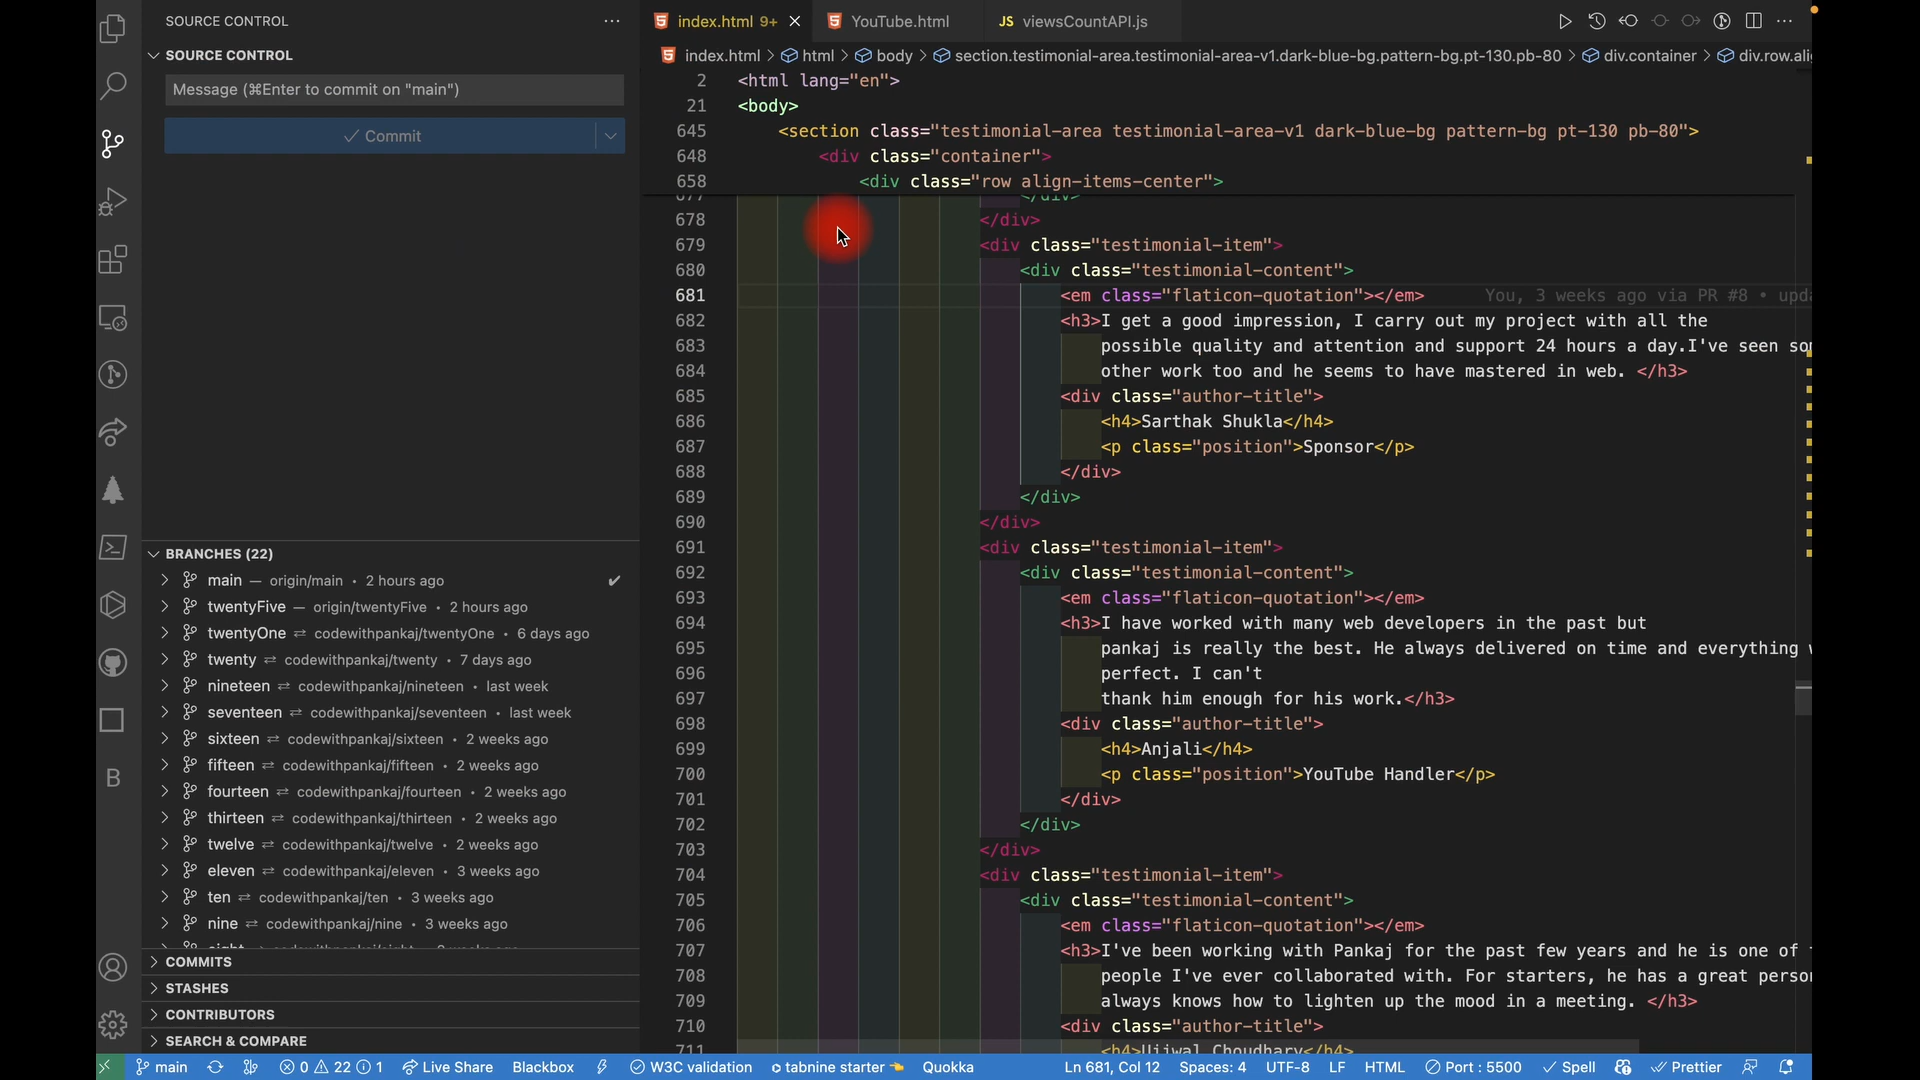 SOURCE CONTROL
SOURCE CONTROL
Message (⌘Enter to commit on "main")
Commit
BRANCHES (22)
main — origin/main • 2 hours ago
twentyFive — origin/twentyFive • 2 hours ago
twentyOne ⇄ codewithpankaj/twentyOne • 6 days ago
twenty ⇄ codewithpankaj/twenty • 7 days ago
nineteen ⇄ codewithpankaj/nineteen • last week
seventeen ⇄ codewithpankaj/seventeen • last week
sixteen ⇄ codewithpankaj/sixteen • 2 weeks ago
fifteen ⇄ codewithpankaj/fifteen • 2 weeks ago
fourteen ⇄ codewithpankaj/fourteen • 2 weeks ago
thirteen ⇄ codewithpankaj/thirteen • 2 weeks ago
twelve ⇄ codewithpankaj/twelve • 2 weeks ago
eleven ⇄ codewithpankaj/eleven • 3 weeks ago
ten ⇄ codewithpankaj/ten • 3 weeks ago
nine ⇄ codewithpankaj/nine • 3 weeks ago
COMMITS
STASHES
CONTRIBUTORS
SEARCH & COMPARE
index.html 9+ YouTube.html JS viewsCountAPI.js
index.html > html > body > section.testimonial-area.testimonial-area-v1.dark-blue-bg.pattern-bg.pt-130.pb-80 > div.container > div.row.ali
2 <html lang="en">
21 <body>
645 <section class="testimonial-area testimonial-area-v1 dark-blue-bg pattern-bg pt-130 pb-80">
648 <div class="container">
658 <div class="row align-items-center">
677 </div>
678 </div>
679 <div class="testimonial-item">
680 <div class="testimonial-content">
681 <em class="flaticon-quotation"></em> You, 3 weeks ago via PR #8 • upda
682 <h3>I get a good impression, I carry out my project with all the
683 possible quality and attention and support 24 hours a day.I've seen
684 other work too and he seems to have mastered in web. </h3>
685 <div class="author-title">
686 <h4>Sarthak Shukla</h4>
687 <p class="position">Sponsor</p>
688 </div>
689 </div>
690 </div>
691 <div class="testimonial-item">
692 <div class="testimonial-content">
693 <em class="flaticon-quotation"></em>
694 <h3>I have worked with many web developers in the past but
695 pankaj is really the best. He always delivered on time and everything
696 perfect. I can't
697 thank him enough for his work.</h3>
698 <div class="author-title">
699 <h4>Anjali</h4>
700 <p class="position">YouTube Handler</p>
701 </div>
702 </div>
703 </div>
704 <div class="testimonial-item">
705 <div class="testimonial-content">
706 <em class="flaticon-quotation"></em>
707 <h3>I've been working with Pankaj for the past few years and he is one of
708 people I've ever collaborated with. For starters, he has a great person
709 always knows how to lighten up the mood in a meeting. </h3>
710 <div class="author-title">
711 <h4>Ujjwal Choudhary</h4>
main 0 22 1 Live Share Blackbox W3C validation tabnine starter Quokka Ln 681, Col 12 Spaces: 4 UTF-8 LF HTML Port : 5500 Spell Prettier
B